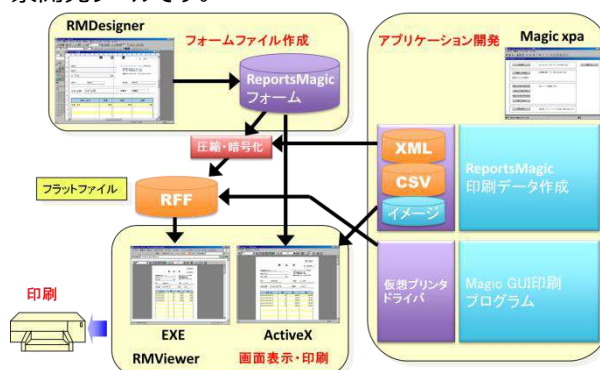 RMDesigner
フォームファイル作成
ReportsMagic
フォーム
アプリケーション開発
Magic xpa
圧縮・暗号化
XML
CSV
イメージ
ReportsMagic
印刷データ作成
フラットファイル
RFF
仮想プリンタ
ドライバ
Magic GUI印刷
プログラム
印刷
EXE
ActiveX
RMViewer
画面表示・印刷